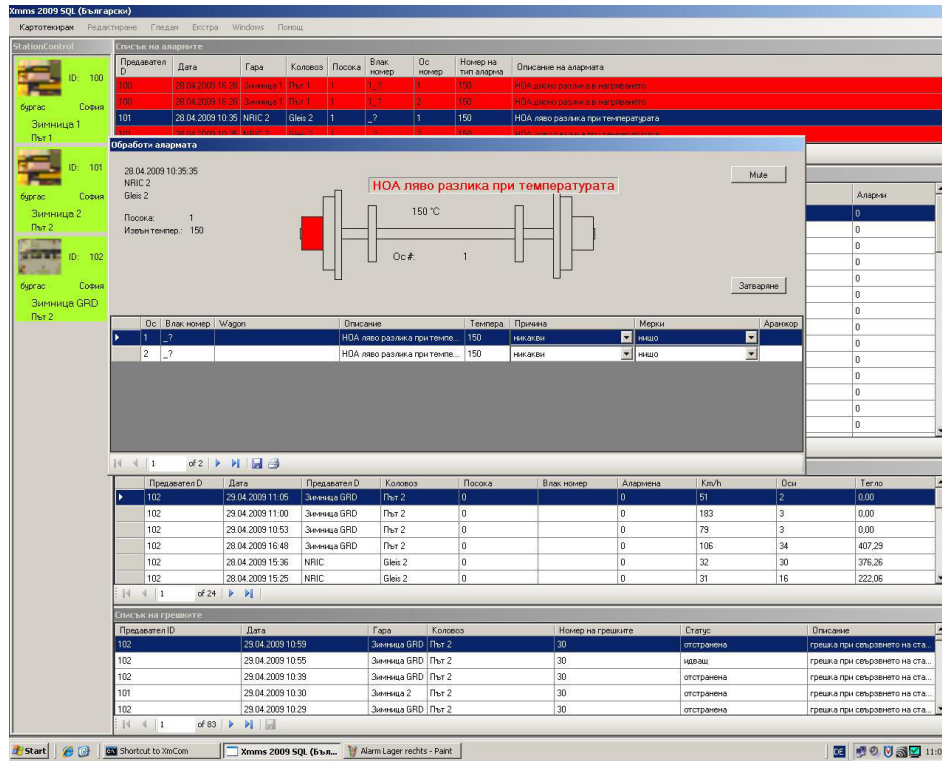 Xmms 2009 SQL (Български)
Картотекиран Редактиране Гледан Екстра Windows Помощ
StationControl
ID: 100
бургас София
Зимница 1
Път 1
ID: 101
бургас София
Зимница 2
Път 2
ID: 102
бургас София
Зимница GRD
Път 2
Списък на алармите
Предавател D Дата Гара Коловоз Посока Влак номер Ос номер Номер на тип аларма Описание на алармата
100 28.04.2009 16:28 Зимница 1 Път 1 1 1_? 1 150 НОА дясно разлика в нагряването
100 28.04.2009 16:28 Зимница 1 Път 1 1 1_? 2 150 НОА дясно разлика в нагряването
101 28.04.2009 10:35 NRIC 2 Gleis 2 1 _? 1 150 НОА ляво разлика при температурата
Обработи алармата
28.04.2009 10:35:35
NRIC 2
Gleis 2
Посока: 1
Извън темпер.: 150
НОА ляво разлика при температурата
150 °C
Ос #: 1
Mute
Затваряне
Ос Влак номер Wagon Описание Темпера. Причина Мерки Аранжор
1 _? НОА ляво разлика при темпе... 150 никакви нищо
2 _? НОА ляво разлика при темпе... 150 никакви нищо
1 of 2
Аларми
0
0
0
0
0
0
0
0
0
0
0
0
0
0
Предавател D Дата Предавател D Коловоз Посока Влак номер Алармена Km/h Оси Тегло
102 29.04.2009 11:05 Зимница GRD Път 2 0 0 51 2 0,00
102 29.04.2009 11:00 Зимница GRD Път 2 0 0 183 3 0,00
102 29.04.2009 10:53 Зимница GRD Път 2 0 0 79 3 0,00
102 28.04.2009 16:48 Зимница GRD Път 2 0 0 106 34 407,29
102 28.04.2009 15:36 NRIC Gleis 2 0 0 32 30 376,26
102 28.04.2009 15:25 NRIC Gleis 2 0 0 31 16 222,06
1 of 24
Списък на грешките
Предавател ID Дата Гара Коловоз Номер на грешките Статус Описание
102 29.04.2009 10:59 Зимница GRD Път 2 30 отстранена грешка при свързването на ста...
102 29.04.2009 10:55 Зимница GRD Път 2 30 идващ грешка при свързването на ста...
102 29.04.2009 10:39 Зимница GRD Път 2 30 отстранена грешка при свързването на ста...
101 29.04.2009 10:30 Зимница 2 Път 2 30 отстранена грешка при свързването на ста...
102 29.04.2009 10:29 Зимница GRD Път 2 30 отстранена грешка при свързването на ста...
1 of 83
Start Shortcut to XmCom Xmms 2009 SQL (Бъл... Alarm Lager rechts - Paint DE